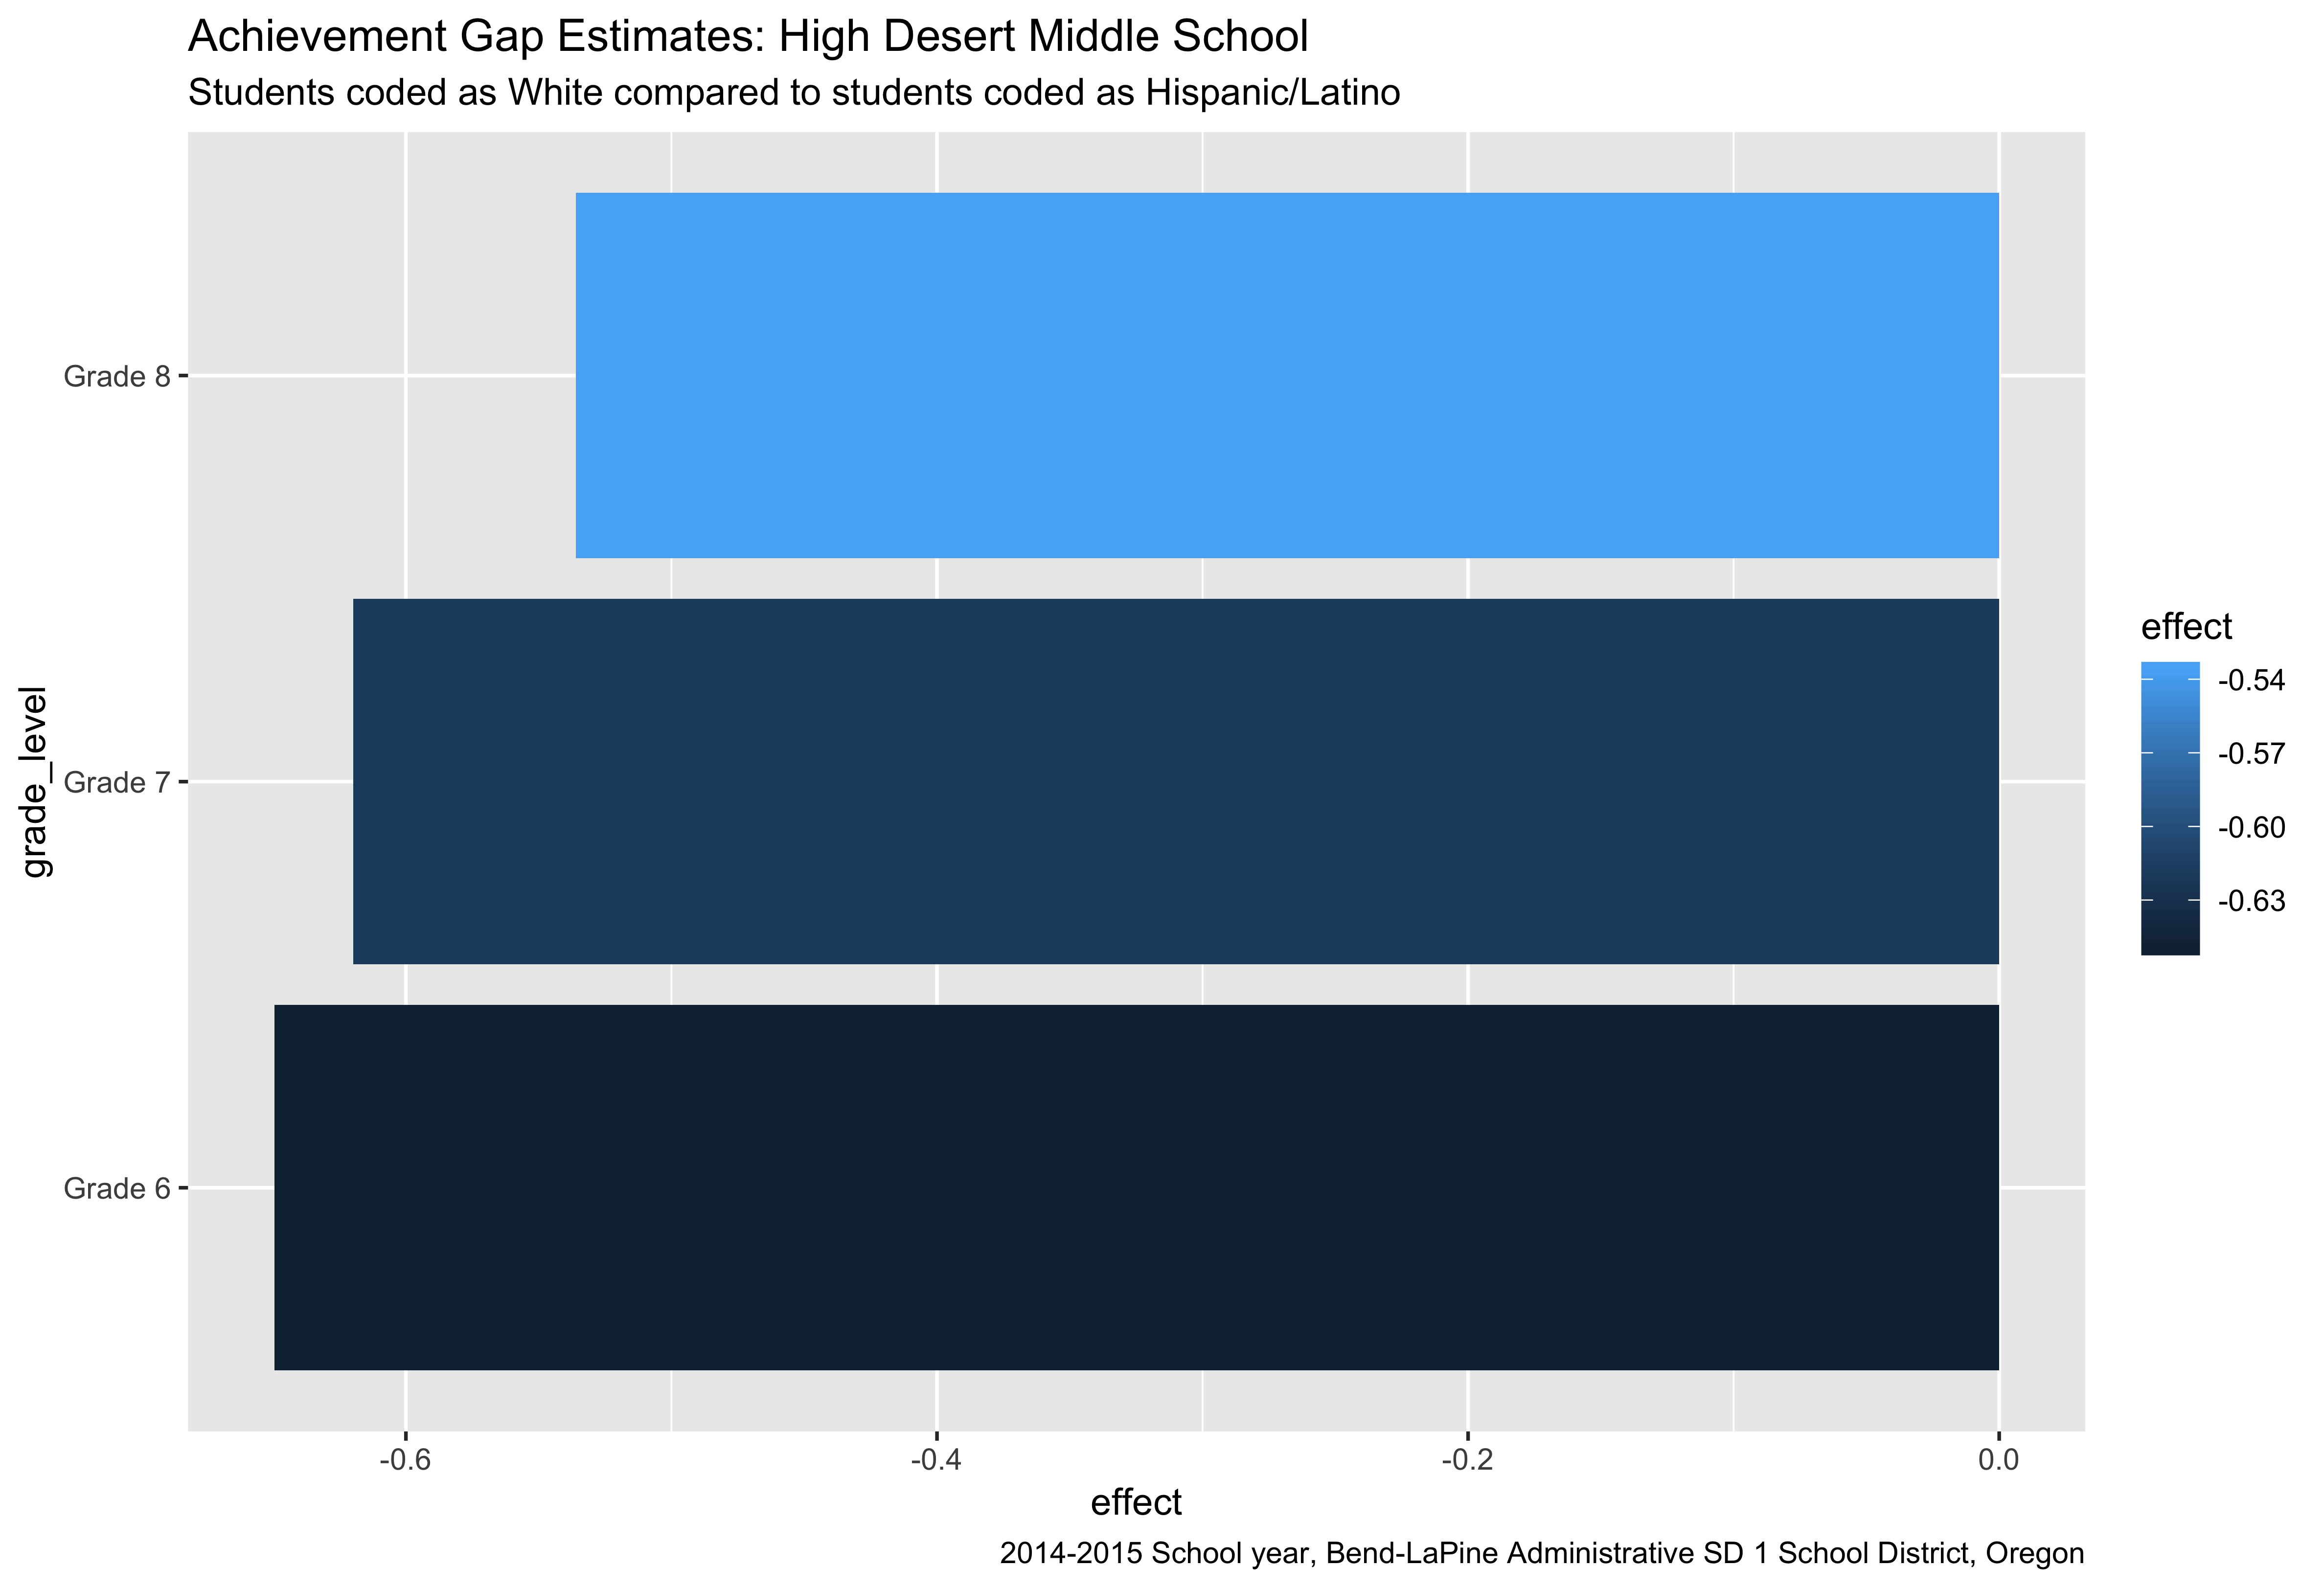 Achievement Gap Estimates: High Desert Middle School
Students coded as White compared to students coded as Hispanic/Latino
grade_level
Grade 8
Grade 7
Grade 6
-0.6
-0.4
-0.2
0.0
effect
effect
-0.54
-0.57
-0.60
-0.63
2014-2015 School year, Bend-LaPine Administrative SD 1 School District, Oregon